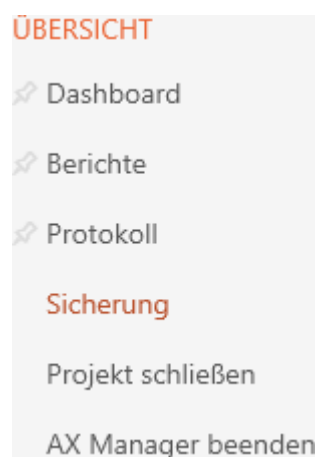 ÜBERSICHT
Dashboard
Berichte
Protokoll
Sicherung
Projekt schließen
AX Manager beenden